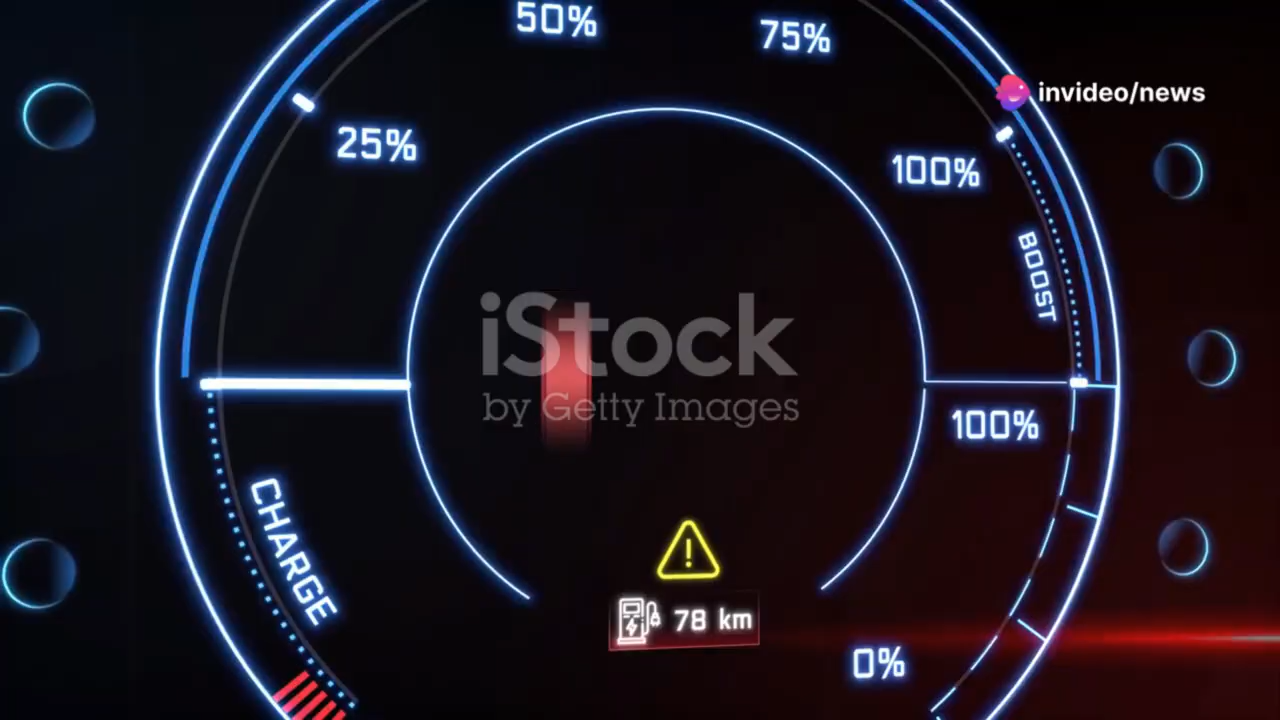 50%
75%
invideo/news
25%
100%
BOOST
iStock
by Getty Images
100%
CHARGE
78 km
0%